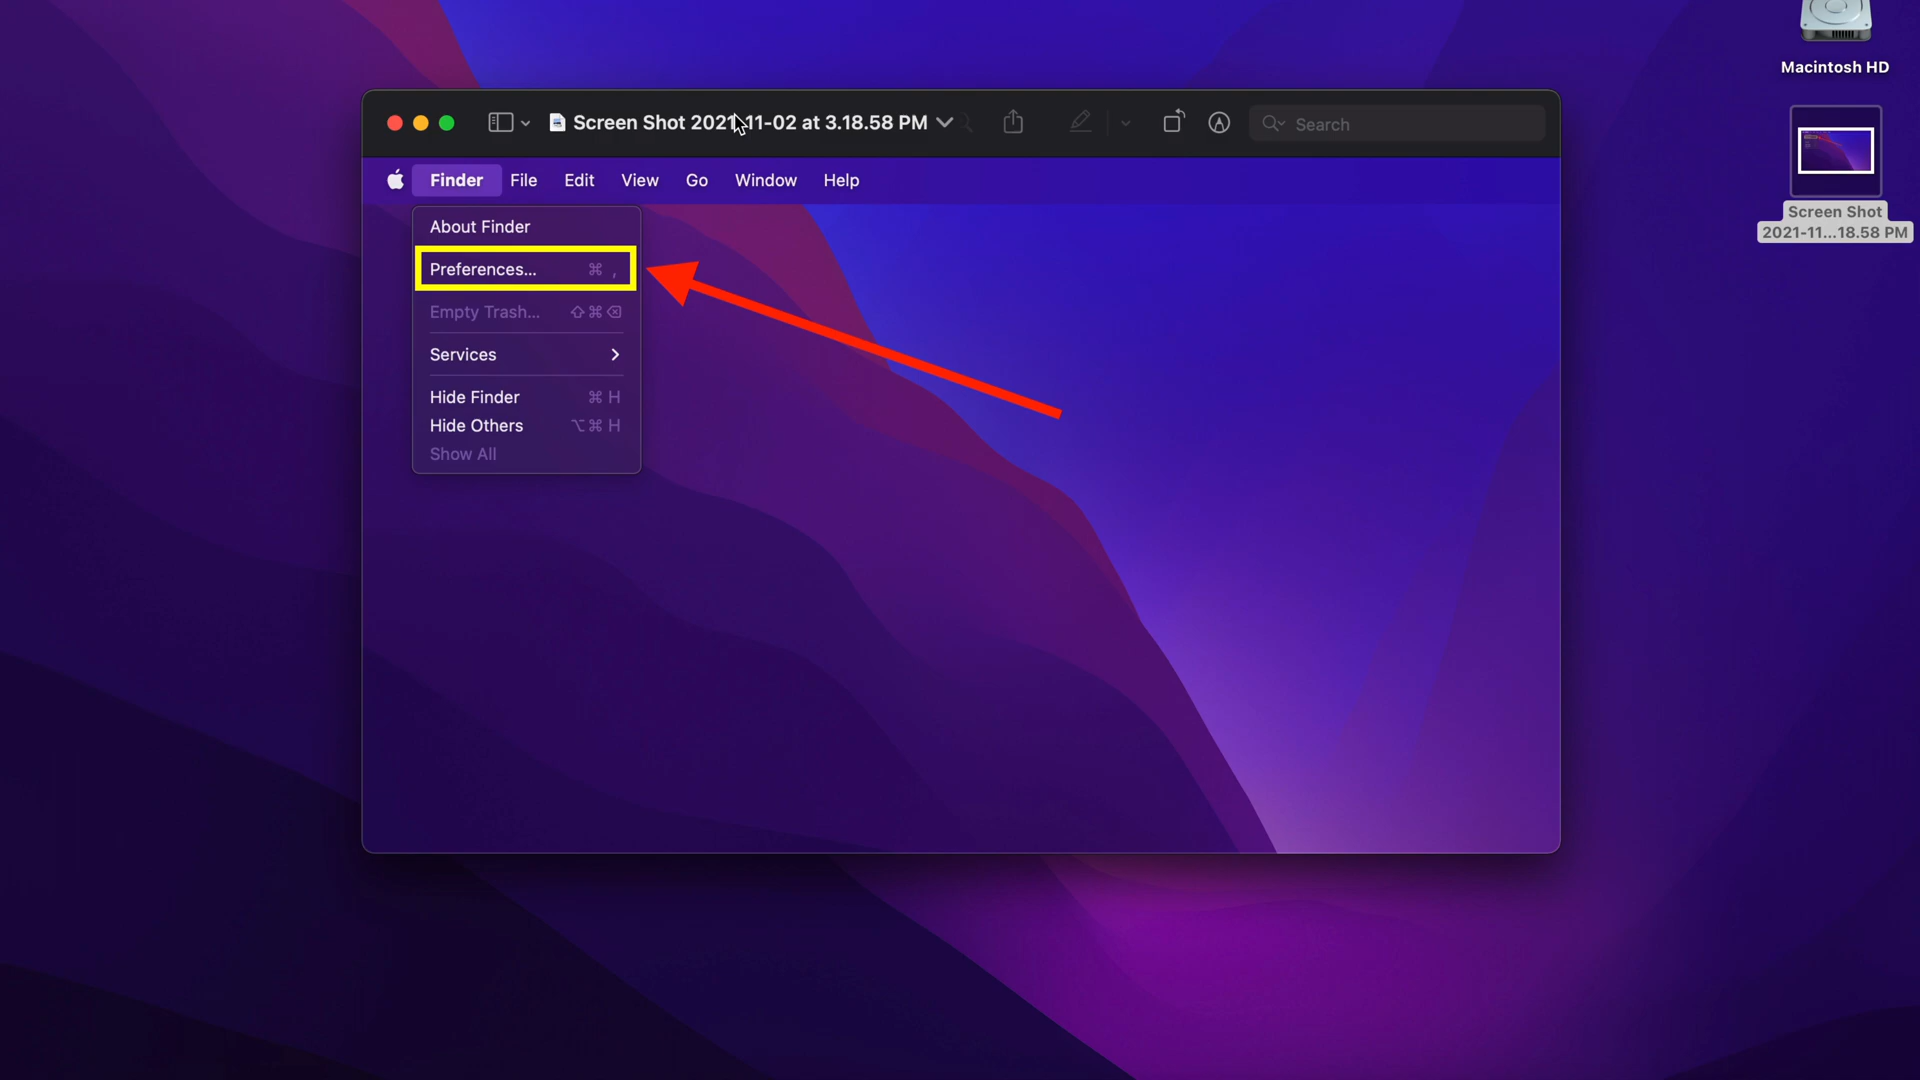 Macintosh HD
Screen Shot 2021-11-02 at 3.18.58 PM
Search
Screen Shot
2021-11...18.58 PM
Finder File Edit View Go Window Help
About Finder
Preferences... ⌘ ,
Empty Trash... ⇧⌘⌫
Services
Hide Finder ⌘ H
Hide Others ⌥⌘ H
Show All